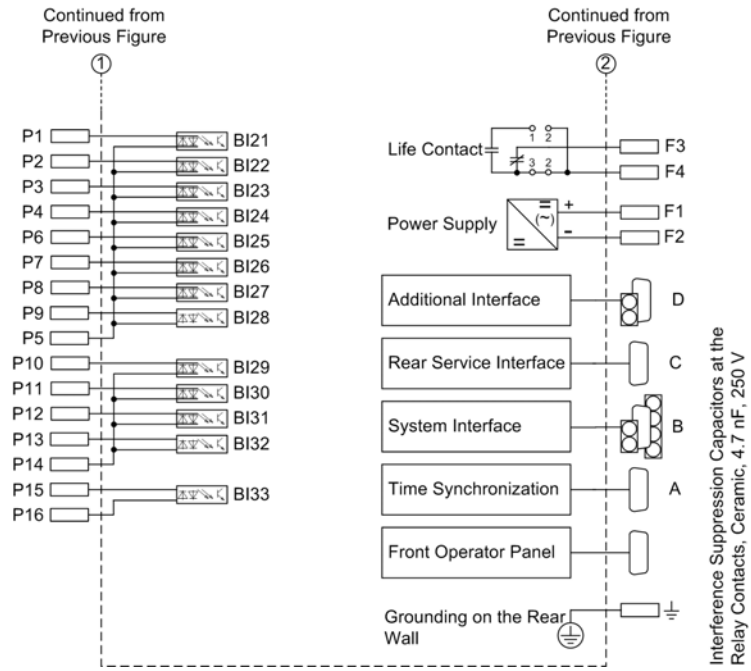 Continued from
Previous Figure
1
Continued from
Previous Figure
2
P1
BI21
P2
BI22
P3
BI23
P4
BI24
P6
BI25
P7
BI26
P8
BI27
P9
BI28
P5
P10
BI29
P11
BI30
P12
BI31
P13
BI32
P14
P15
BI33
P16
Life Contact
1 2
3 2
F3
F4
Power Supply
=
(~)
=
+
-
F1
F2
Additional Interface
D
Rear Service Interface
C
System Interface
B
Time Synchronization
A
Front Operator Panel
Grounding on the Rear
Wall
Interference Suppression Capacitors at the
Relay Contacts, Ceramic, 4.7 nF, 250 V